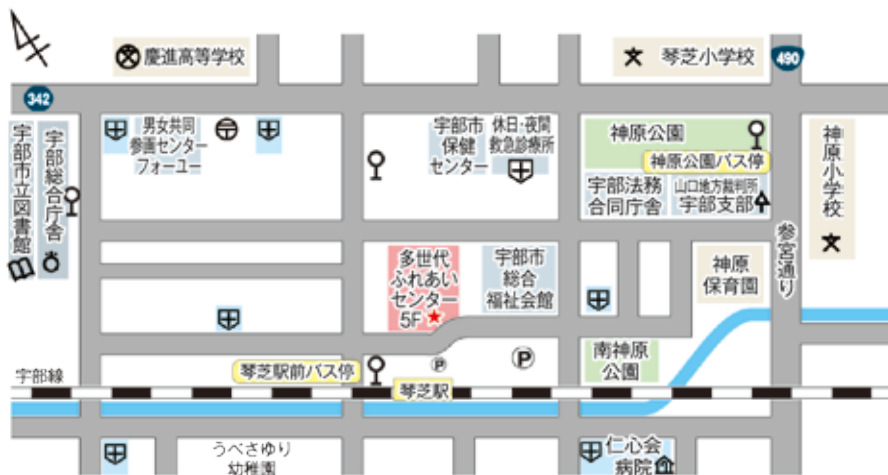 慶進高等学校
琴芝小学校
490
342
宇部市立図書館
宇部総合庁舎
男女共同
参画センター
フォーユー
宇部市
保健
センター
休日・夜間
救急診療所
神原公園
神原公園バス停
宇部法務
合同庁舎
山口地方裁判所
宇部支部
神原小学校
参宮通り
多世代
ふれあい
センター
5F
宇部市
総合
福祉会館
神原
保育園
南神原
公園
P
P
琴芝駅前バス停
琴芝駅
宇部線
うべさゆり
幼稚園
仁心会
病院